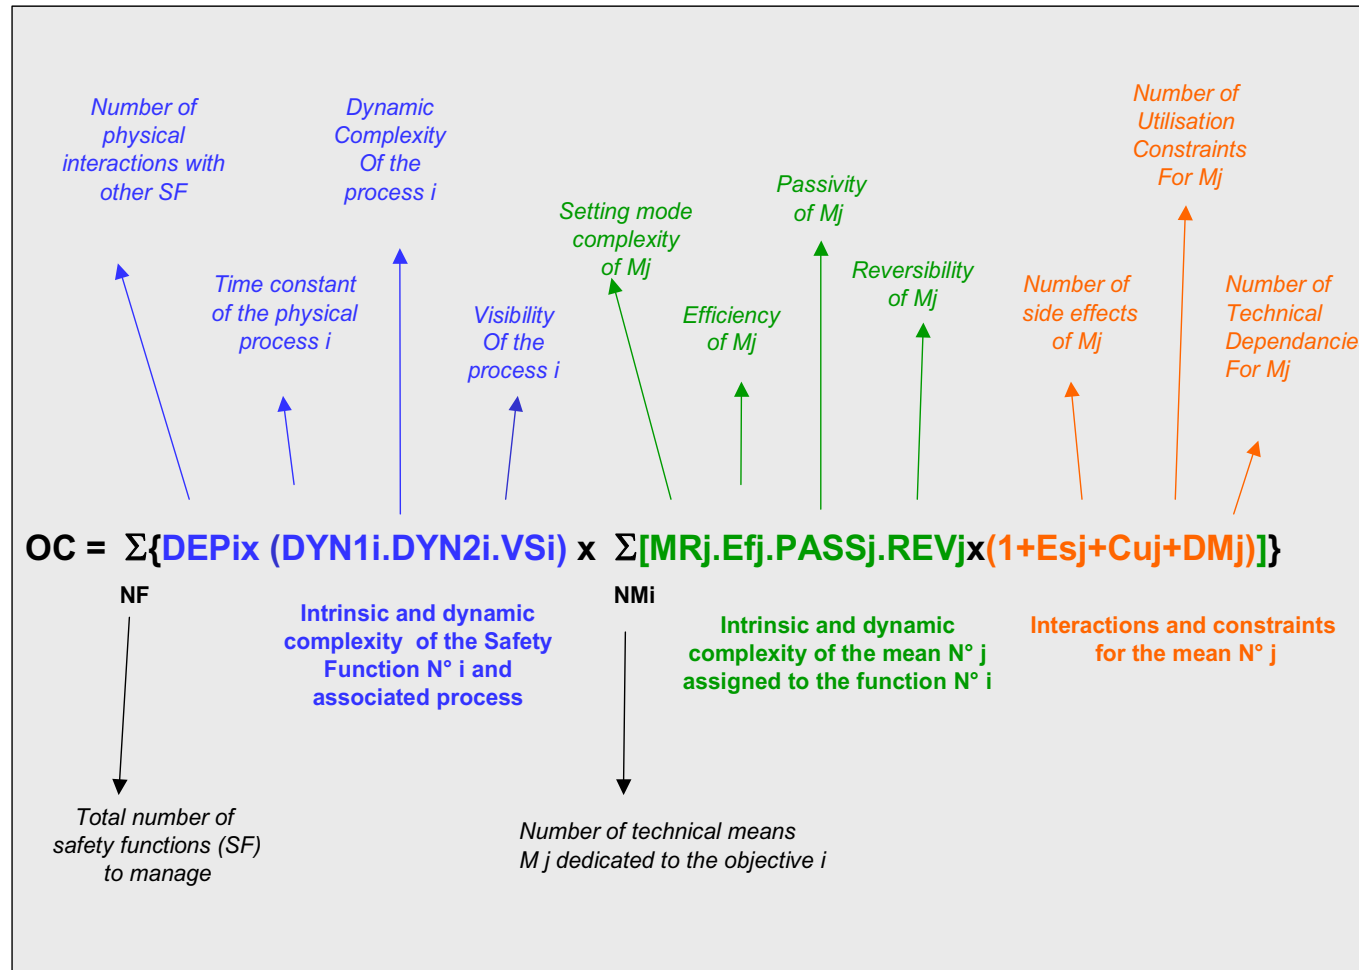 Number of
physical
interactions with
other SF
Dynamic
Complexity
Of the
process i
Number of
Utilisation
Constraints
For Mj
Setting mode
complexity
of Mj
Passivity
of Mj
Time constant
of the physical
process i
Visibility
Of the
process i
Efficiency
of Mj
Reversibility
of Mj
Number of
side effects
of Mj
Number of
Technical
Dependancie
For Mj
OC = Σ{DEPix (DYN1i.DYN2i.VSi) x Σ[MRj.Efj.PASSj.REVjx(1+Esj+Cuj+DMj)]}
NF
NMi
Intrinsic and dynamic
complexity of the Safety
Function N° i and
associated process
Intrinsic and dynamic
complexity of the mean N° j
assigned to the function N° i
Interactions and constraints
for the mean N° j
Total number of
safety functions (SF)
to manage
Number of technical means
M j dedicated to the objective i